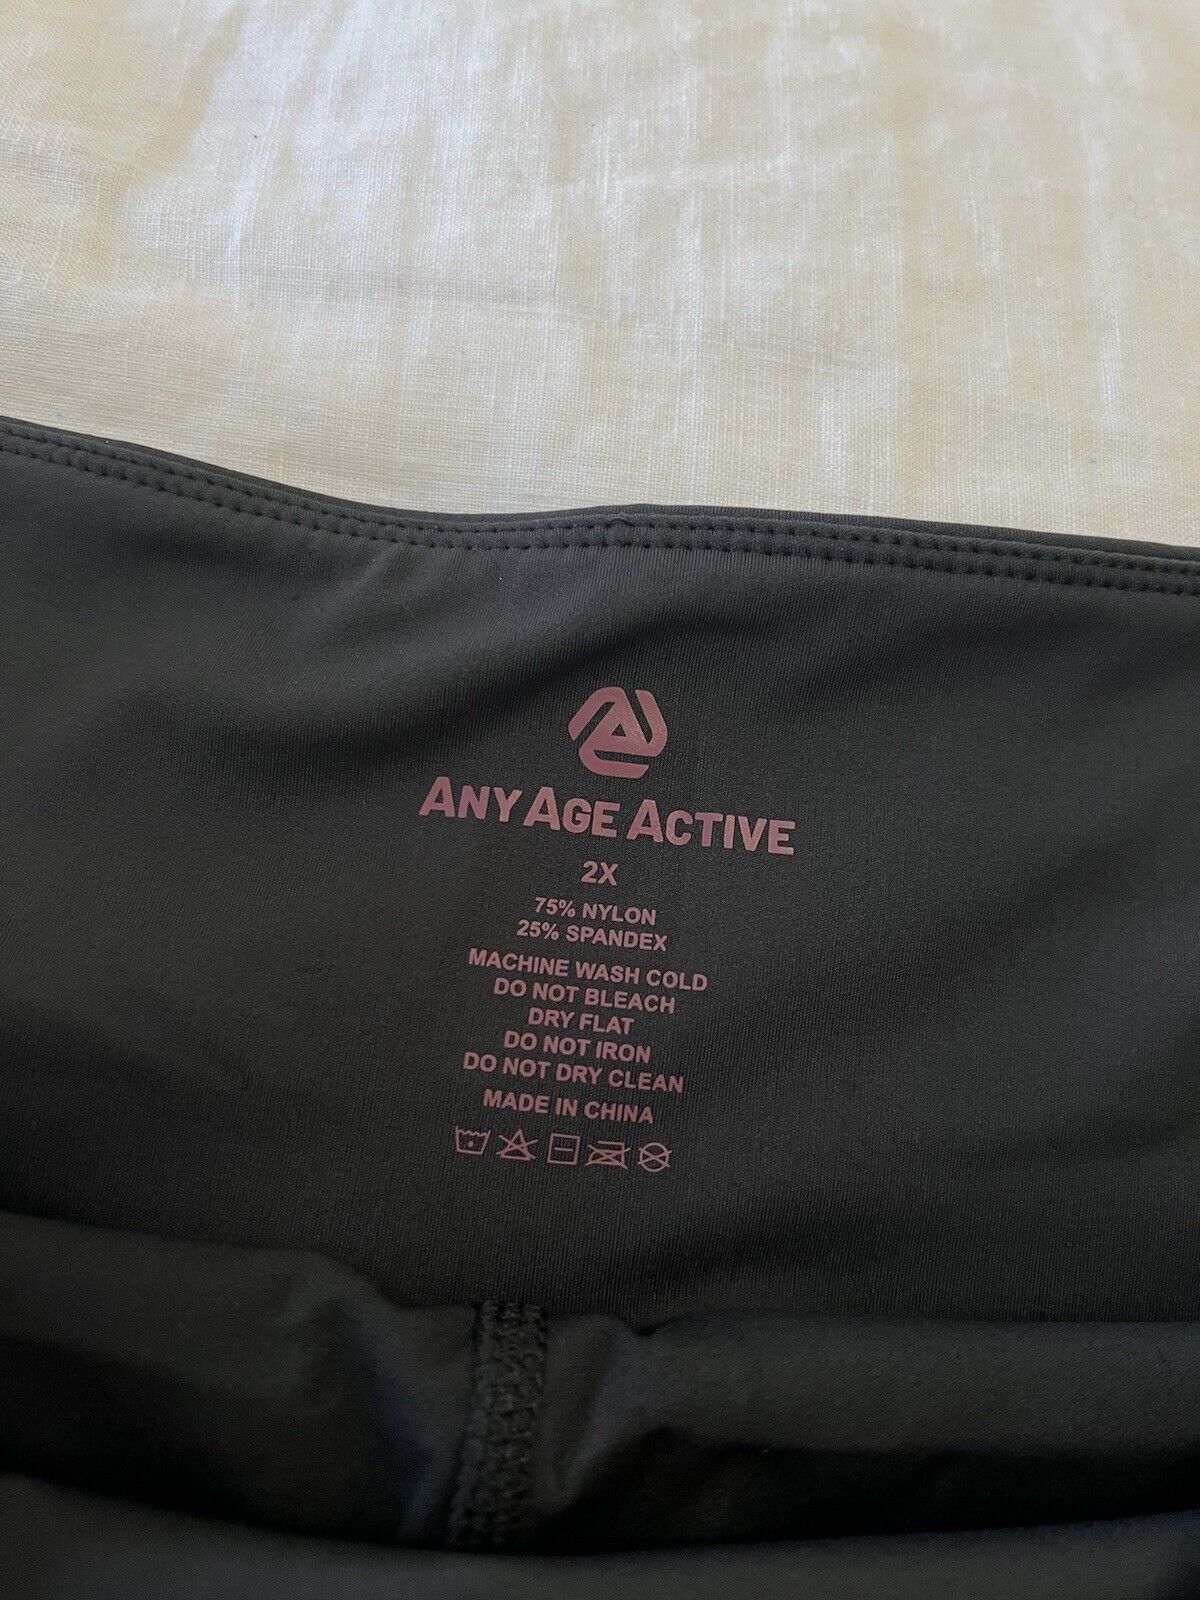 ANY AGE ACTIVE
2X
75% NYLON
25% SPANDEX
MACHINE WASH COLD
DO NOT BLEACH
DRY FLAT
DO NOT IRON
DO NOT DRY CLEAN
MADE IN CHINA